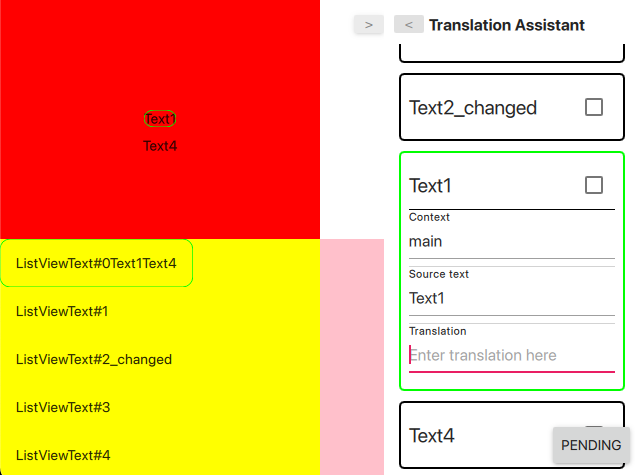 Text1
Text4
ListViewText#0Text1Text4
ListViewText#1
ListViewText#2_changed
ListViewText#3
ListViewText#4
> < Translation Assistant
Text2_changed
Text1
Context
main
Source text
Text1
Translation
Enter translation here
Text4
PENDING